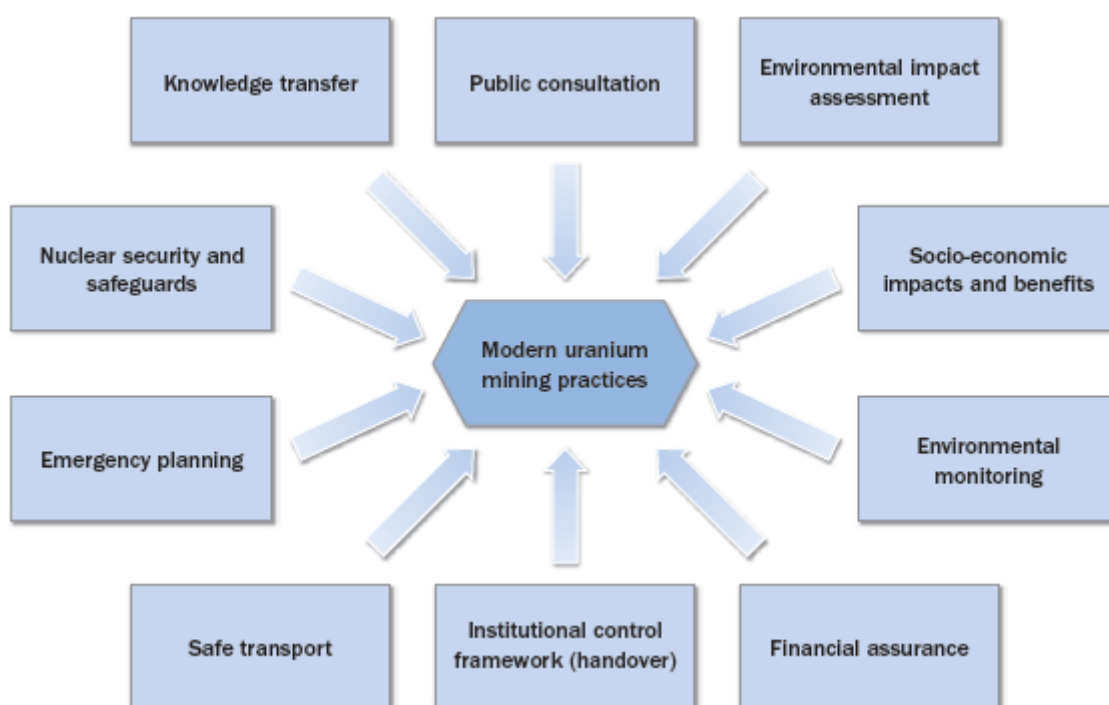 Knowledge transfer
Public consultation
Environmental impact
assessment
Nuclear security and
safeguards
Socio-economic
impacts and benefits
Modern uranium
mining practices
Emergency planning
Environmental
monitoring
Safe transport
Institutional control
framework (handover)
Financial assurance